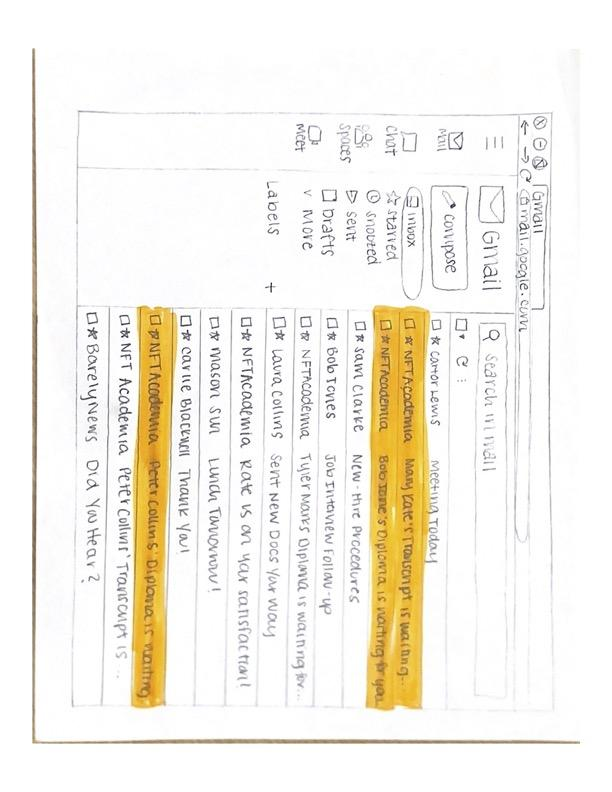 Gmail
mail.google.com
Mail
Chat
Spaces
Meet
Gmail
compose
inbox
starred
snouzed
sent
Drafts
More
Labels +
search in mail
Carter Lewis Meeting Today
NFTAcademia Mary Kate's Transcript is waiting...
NFTAcademia Bob Jone's Diploma is waiting for you
Sam Clarke New-Hire Procedures
Bob Jones Job Interview Follow-up
NFTAcademia Tyler Marks Diploma is waiting for...
Laura Collins Sent New Docs Your Way
NFTAcademia Rate is on your satisfaction!
Mason Sun Lunch Tomorrow!
Carlie Blackwell Thank You!
NFTAcademia Peter Collins' Diploma is waiting
NFT Academia Peter Collins' Transcript is ...
BarelyNews Did You Hear?